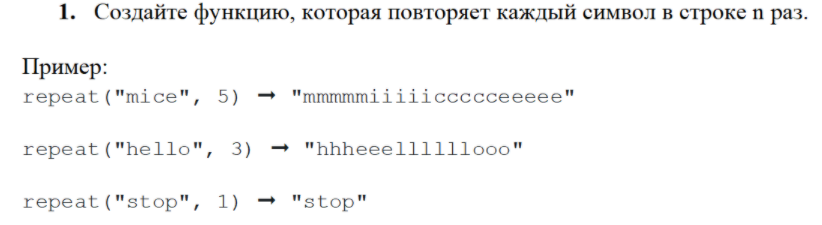 1. Создайте функцию, которая повторяет каждый символ в строке n раз.
Пример:
repeat("mice", 5) ➞ "mmmmmiiiiiccccceeeee"
repeat("hello", 3) ➞ "hhheeellllllooo"
repeat("stop", 1) ➞ "stop"